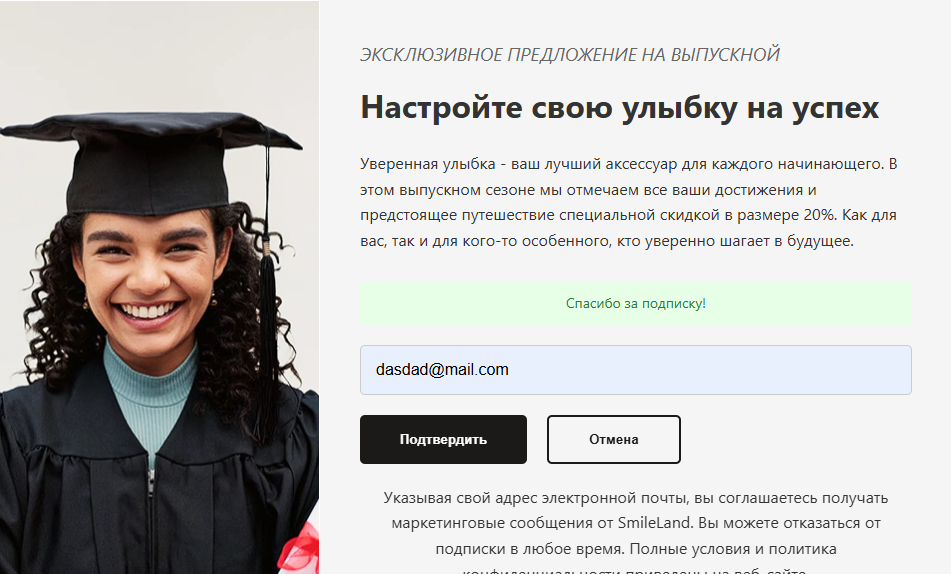 ЭКСКЛЮЗИВНОЕ ПРЕДЛОЖЕНИЕ НА ВЫПУСКНОЙ
Настройте свою улыбку на успех
Уверенная улыбка - ваш лучший аксессуар для каждого начинающего. В
этом выпускном сезоне мы отмечаем все ваши достижения и
предстоящее путешествие специальной скидкой в размере 20%. Как для
вас, так и для кого-то особенного, кто уверенно шагает в будущее.
Спасибо за подписку!
dasdad@mail.com
Подтвердить
Отмена
Указывая свой адрес электронной почты, вы соглашаетесь получать
маркетинговые сообщения от SmileLand. Вы можете отказаться от
подписки в любое время. Полные условия и политика
конфиденциальности приведены на веб-сайте